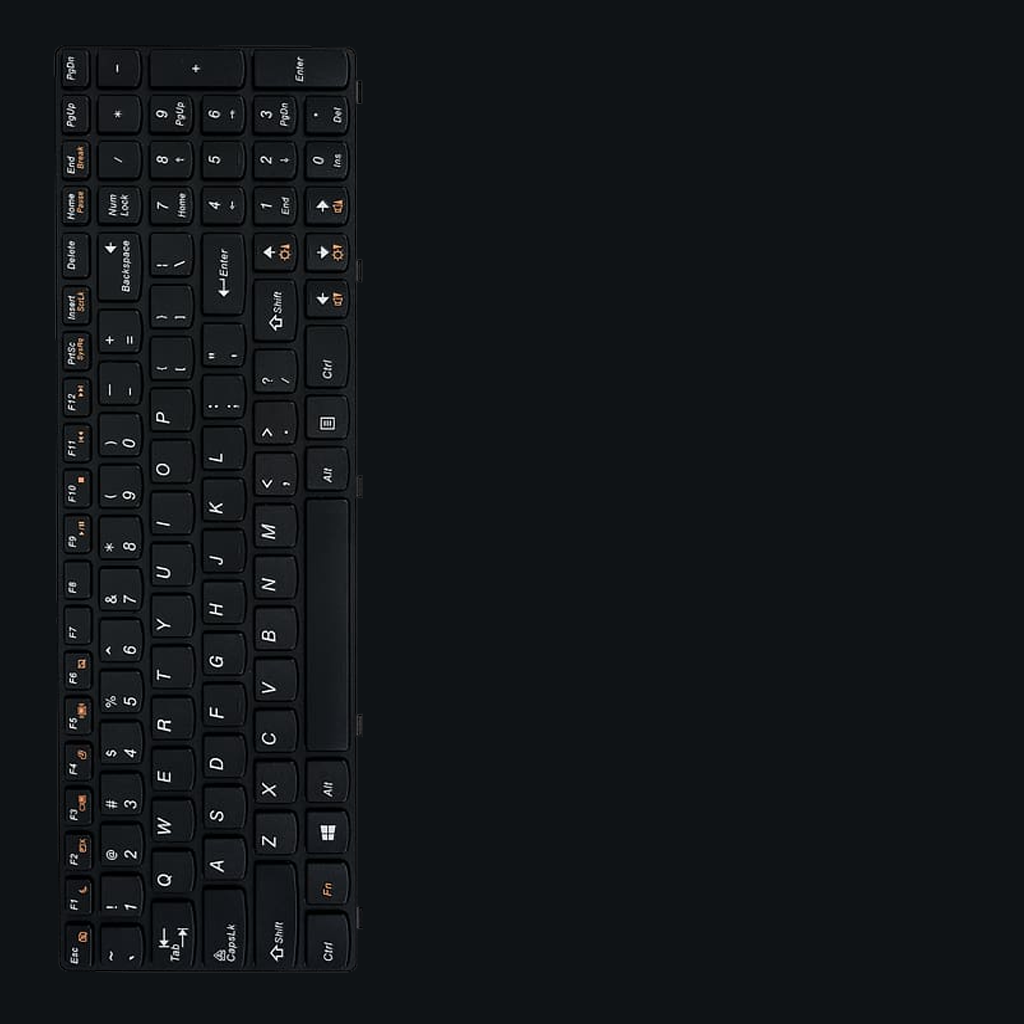 Esc F1 F2 F3 F4 F5 F6 F7 F8 F9 F10 F11 F12 PrtSc SysRq Insert ScrLk Delete Home Pause End Break PgUp PgDn
~ ` ! 1 @ 2 # 3 $ 4 % 5 ^ 6 & 7 * 8 ( 9 ) 0 — - + = Backspace Num Lock / * -
Tab Q W E R T Y U I O P { [ } ] | \ 7 Home 8 ↑ 9 PgUp +
CapsLk A S D F G H J K L : ; " ' Enter 4 ← 5 6 →
Shift Z X C V B N M < , > . ? / Shift 1 End 2 ↓ 3 PgDn Enter
Ctrl Fn Alt Alt Ctrl 0 Ins . Del